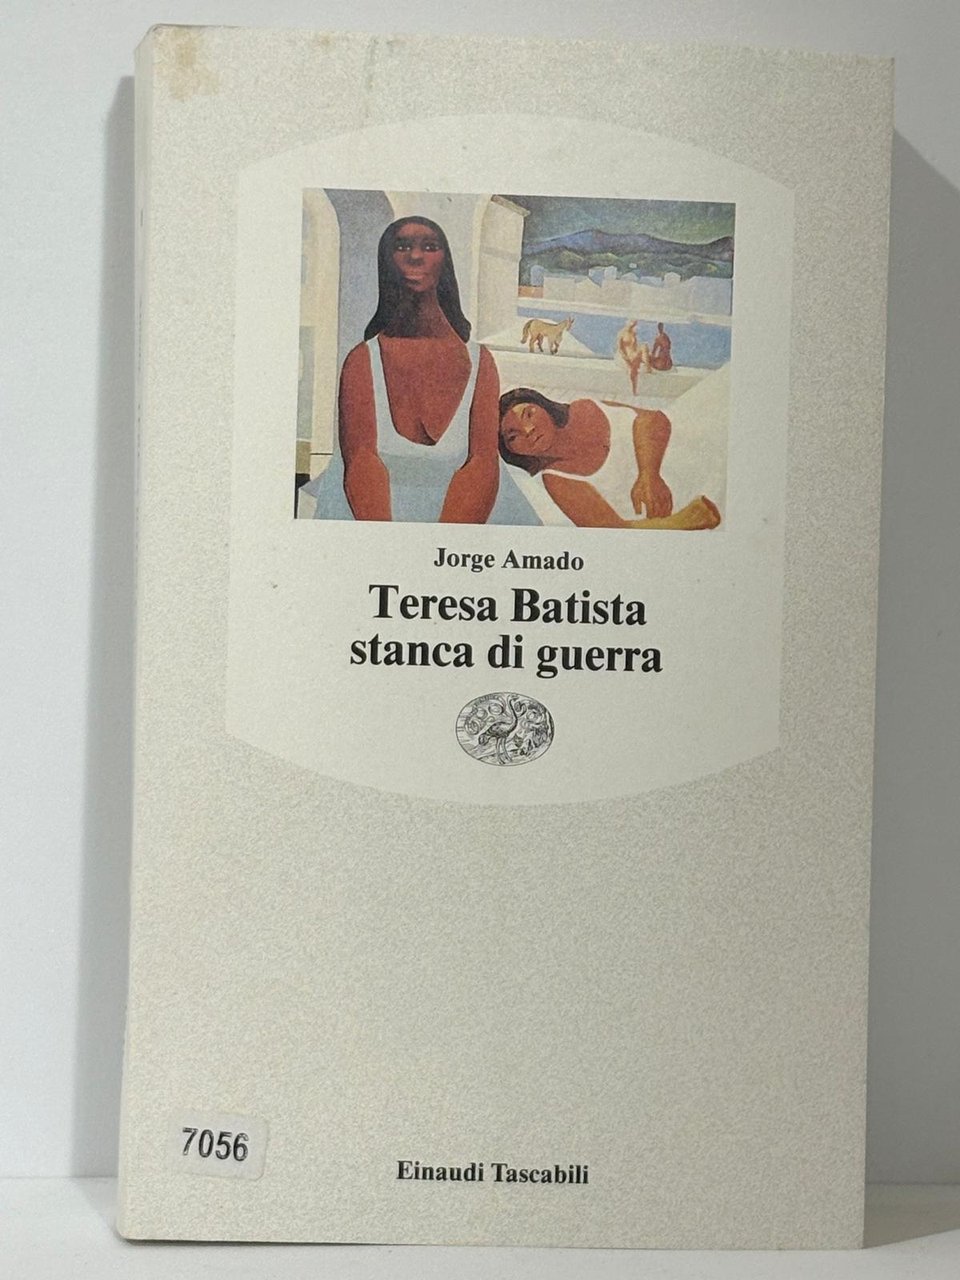 Jorge Amado
Teresa Batista
stanca di guerra
7056
Einaudi Tascabili